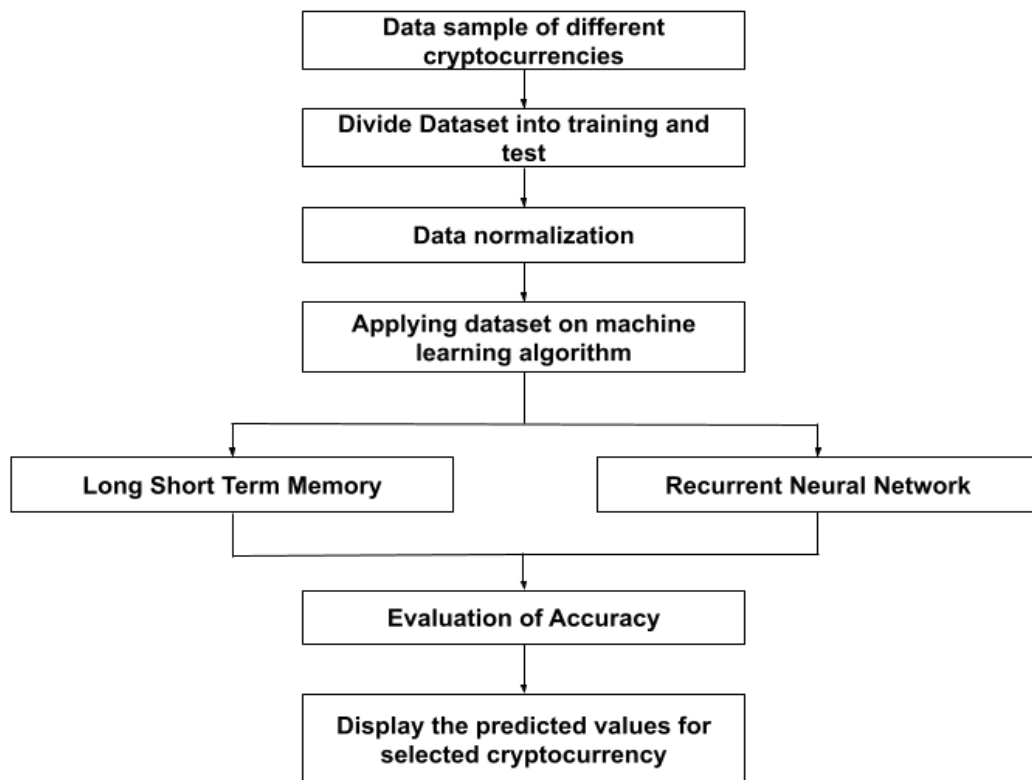 Data sample of different
cryptocurrencies
Divide Dataset into training and
test
Data normalization
Applying dataset on machine
learning algorithm
Long Short Term Memory
Recurrent Neural Network
Evaluation of Accuracy
Display the predicted values for
selected cryptocurrency